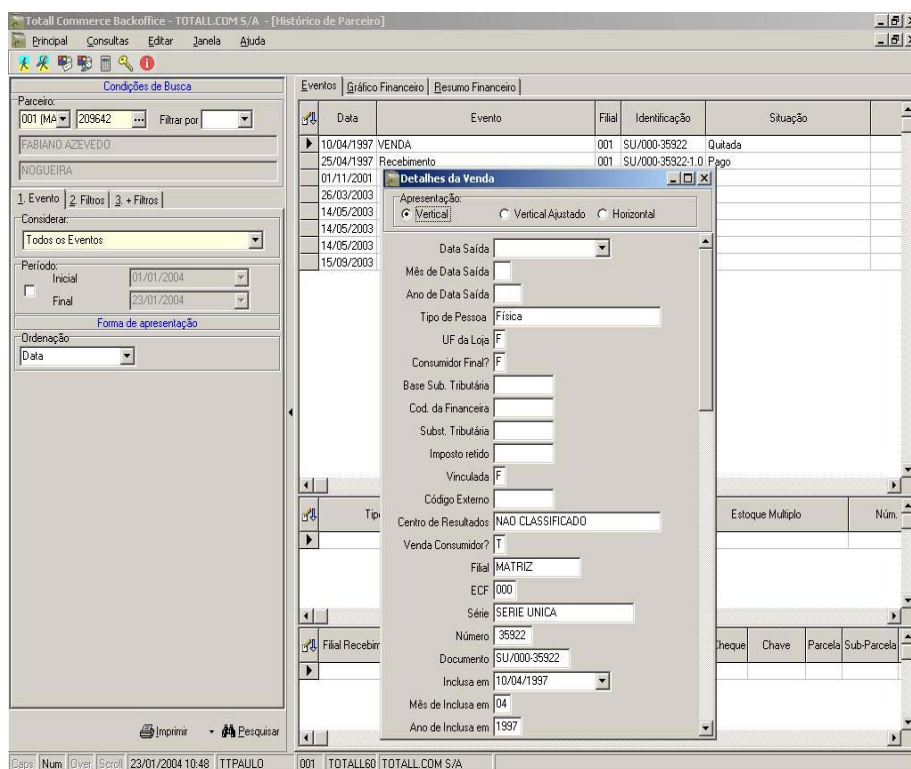 Totall Commerce Backoffice - TOTALL.COM S/A - [Histórico de Parceiro]
Principal Consultas Editar Janela Ajuda
Condições de Busca
Parceiro:
001 (MA 209642 ... Filtrar por
FABIANO AZEVEDO
NOGUEIRA
1. Evento 2. Filtros 3. + Filtros
Considerar:
Todos os Eventos
Período:
Inicial 01/01/2004
Final 23/01/2004
Forma de apresentação
Ordenação
Data
Imprimir Pesquisar
Eventos Gráfico Financeiro Resumo Financeiro
Data Evento Filial Identificação Situação
10/04/1997 VENDA 001 SU/000-35922 Quitada
25/04/1997 Recebimento 001 SU/000-35922-1.0 Pago
01/11/2001
26/03/2003
14/05/2003
14/05/2003
14/05/2003
15/09/2003
Detalhes da Venda
Apresentação:
Vertical Vertical Ajustado Horizontal
Data Saída
Mês de Data Saída
Ano de Data Saída
Tipo de Pessoa Física
UF da Loja F
Consumidor Final? F
Base Sub. Tributária
Cod. da Financeira
Subst. Tributária
Imposto retido
Vinculada F
Código Externo
Centro de Resultados NAO CLASSIFICADO
Venda Consumidor? T
Filial MATRIZ
ECF 000
Série SERIE UNICA
Número 35922
Documento SU/000-35922
Inclusa em 10/04/1997
Mês de Inclusa em 04
Ano de Inclusa em 1997
Tip Estoque Multiplo Núm.
Filial Recebim Cheque Chave Parcela Sub-Parcela
Caps Num Over Scroll 23/01/2004 10:48 TTPAULO 001 TOTALL60 TOTALL.COM S/A